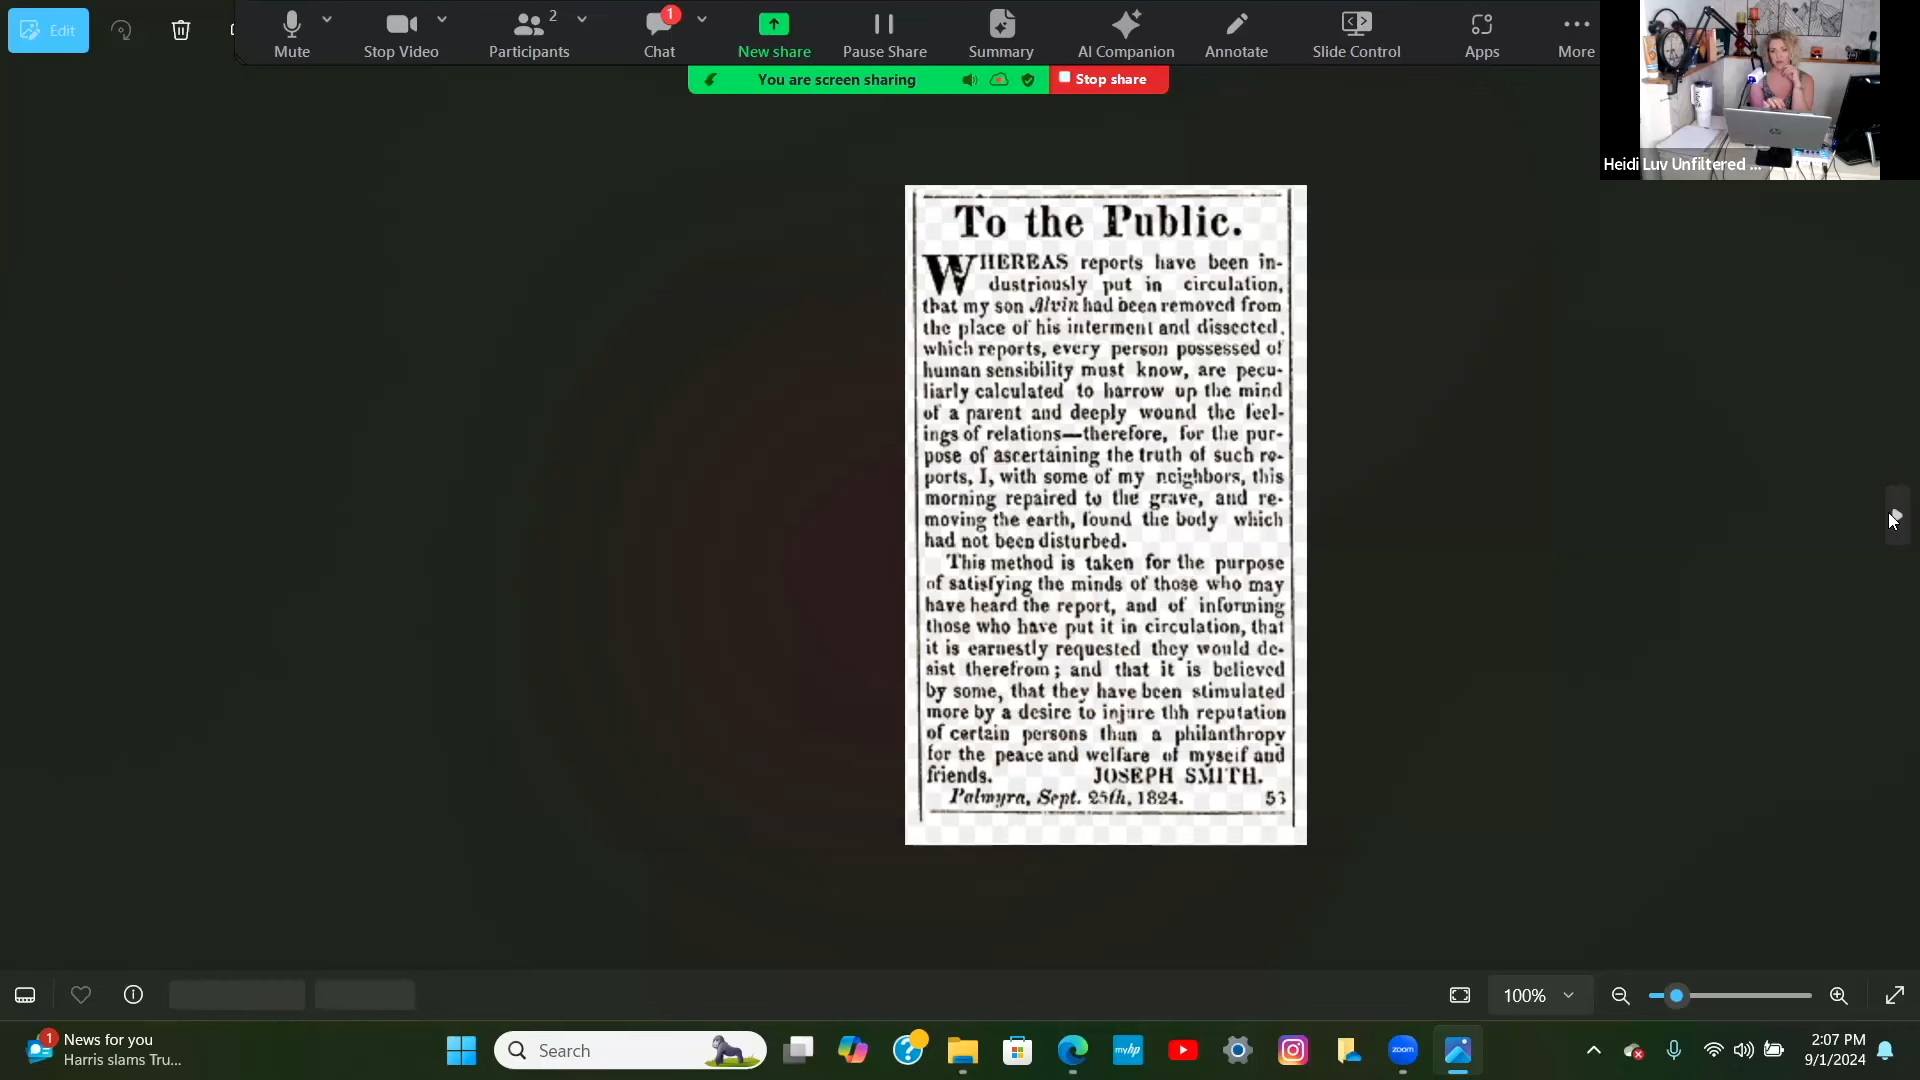 Edit
Mute
Stop Video
2
Participants
1
Chat
New share
Pause Share
Summary
AI Companion
Annotate
Slide Control
Apps
More
You are screen sharing
Stop share
Heidi Luv Unfiltered ...
To the Public.
WHEREAS reports have been in-
dustriously put in circulation,
that my son Alvin had been removed from
the place of his interment and dissected,
which reports, every person possessed of
human sensibility must know, are pecu-
liarly calculated to harrow up the mind
of a parent and deeply wound the feel-
ings of relations—therefore, for the pur-
pose of ascertaining the truth of such re-
ports, I, with some of my neighbors, this
morning repaired to the grave, and re-
moving the earth, found the body which
had not been disturbed.
This method is taken for the purpose
of satisfying the minds of those who may
have heard the report, and of informing
those who have put it in circulation, that
it is earnestly requested they would de-
sist therefrom; and that it is believed
by some, that they have been stimulated
more by a desire to injure thh reputation
of certain persons than a philanthropy
for the peace and welfare of myself and
friends. JOSEPH SMITH.
Palmyra, Sept. 25th, 1824. 53
100%
1
News for you
Harris slams Tru...
Search
myhp
zoom
2:07 PM
9/1/2024